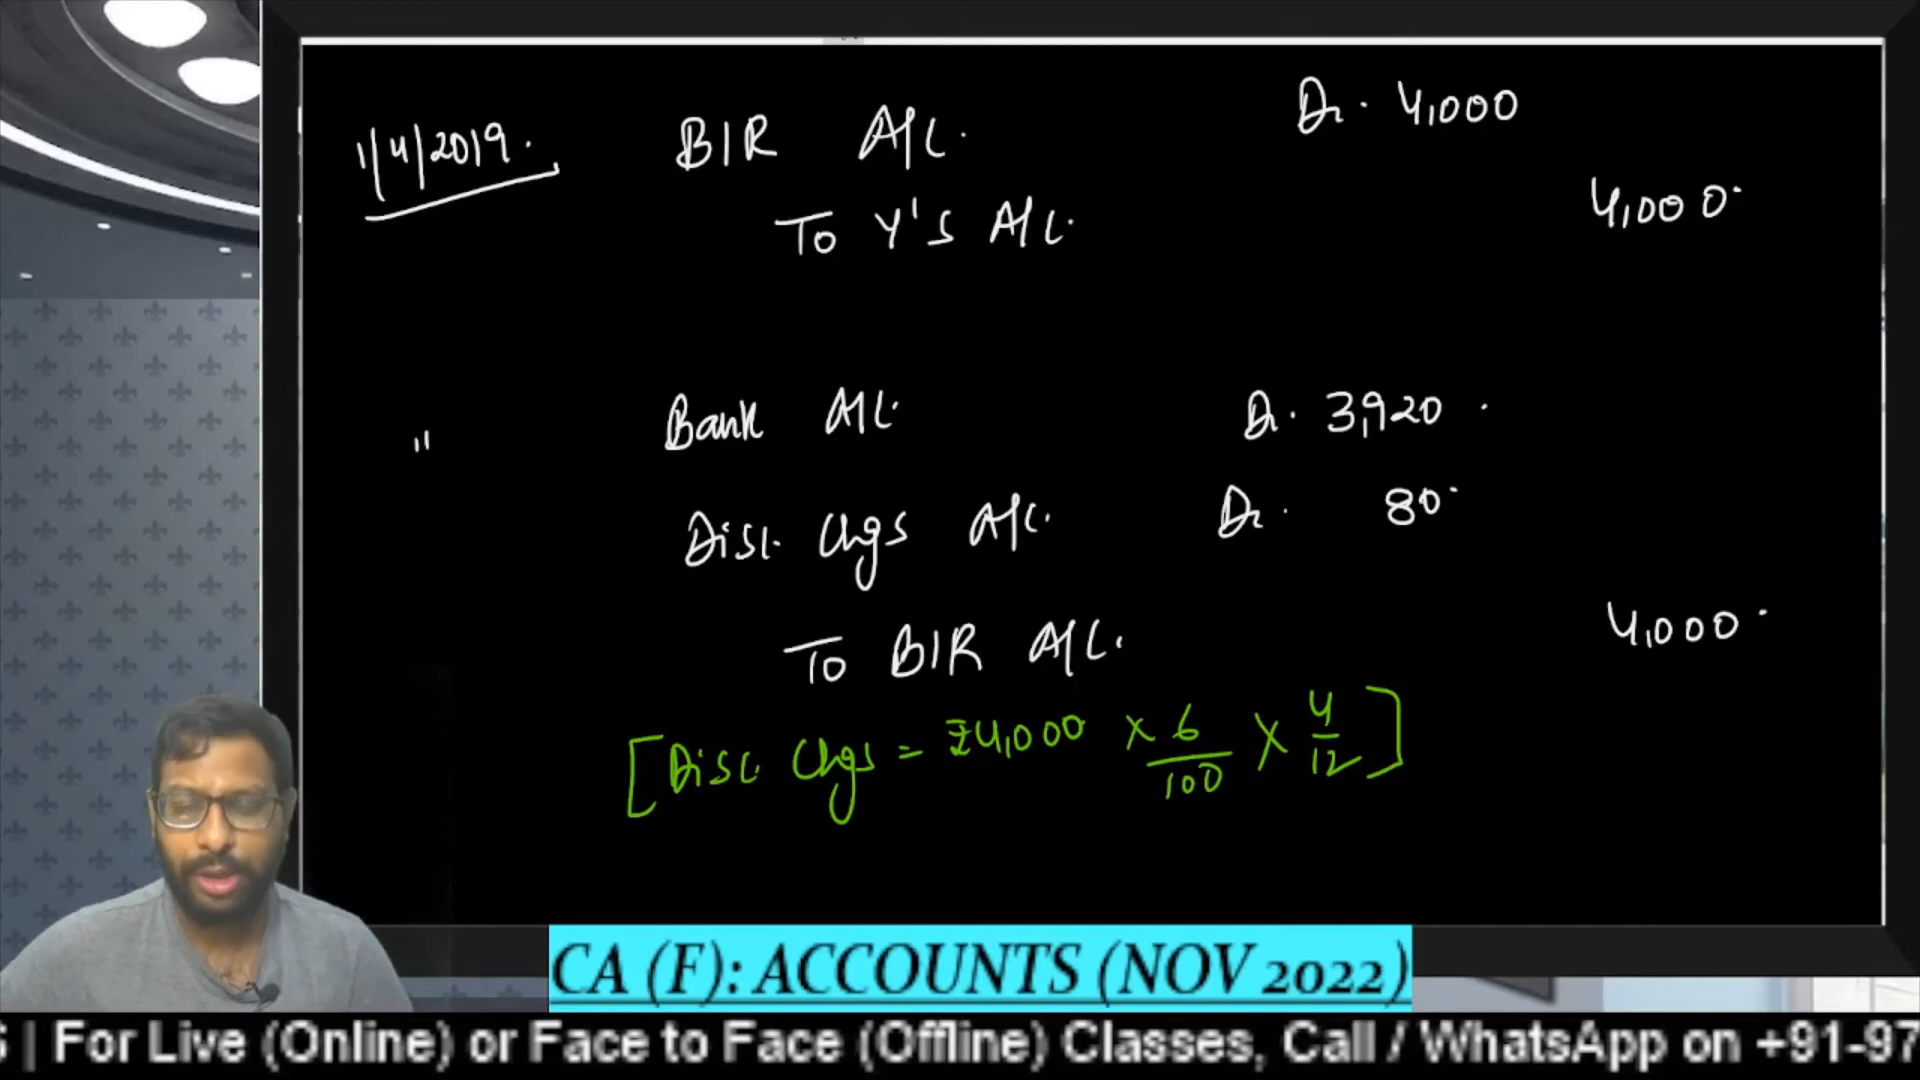 1/4/2019. B/R A/c. Dr. 4,000
To Y's A/c. 4,000
" Bank A/c. Dr. 3,920
Disc. Chgs A/c. Dr. 80
To B/R A/c. 4,000
[Disc. Chgs = ₹4,000 × 6/100 × 4/12]
CA (F): ACCOUNTS (NOV 2022)
S | For Live (Online) or Face to Face (Offline) Classes, Call / WhatsApp on +91-97